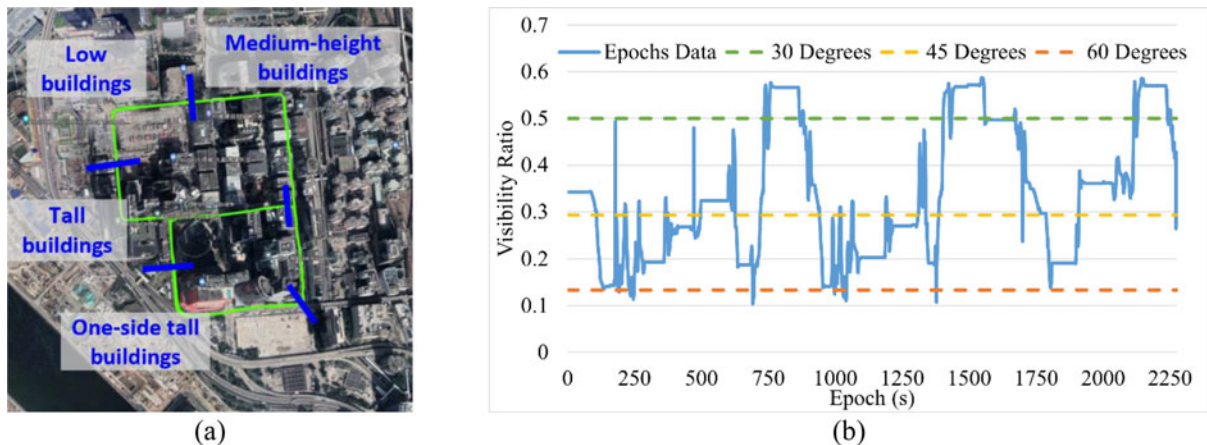 Low
buildings
Medium-height
buildings
Tall
buildings
One-side tall
buildings
(a)
Epochs Data
30 Degrees
45 Degrees
60 Degrees
Visibility Ratio
0.7
0.6
0.5
0.4
0.3
0.2
0.1
0
0 250 500 750 1000 1250 1500 1750 2000 2250
Epoch (s)
(b)